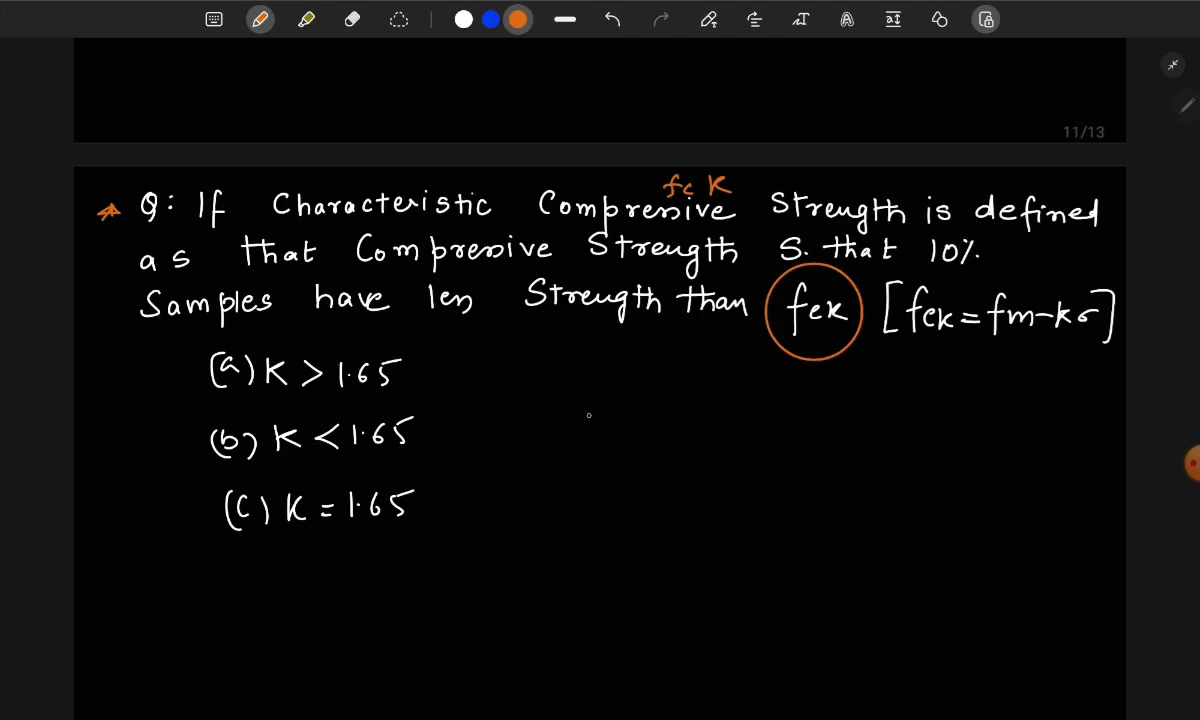 11/13
fc K
Q: If Characteristic Compressive Strength is defined
as that Compressive Strength S. that 10%.
Samples have less Strength than fck [fck = fm-kσ]
(a) K > 1.65
(b) K < 1.65
(c) K = 1.65